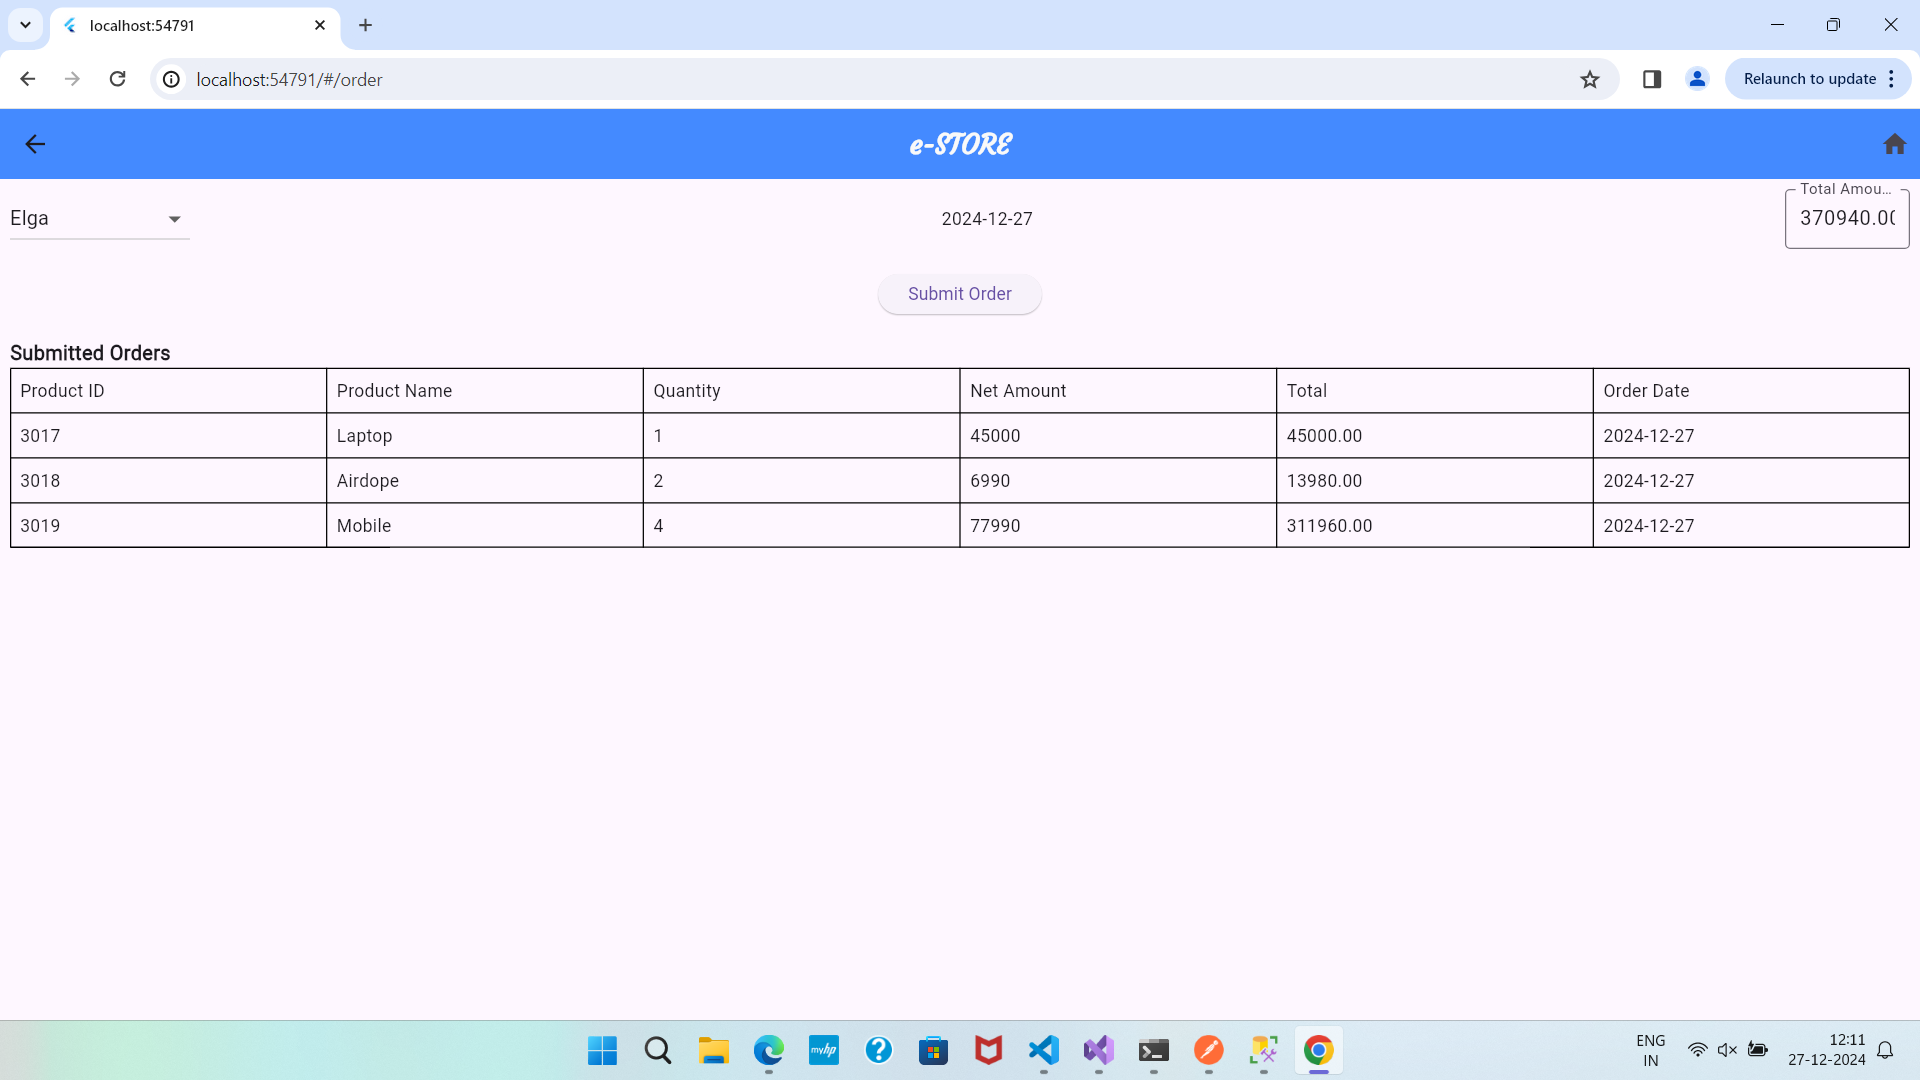 localhost:54791
localhost:54791/#/order
Relaunch to update
e-STORE
Elga
2024-12-27
Total Amou...
370940.00
Submit Order
Submitted Orders
Product ID Product Name Quantity Net Amount Total Order Date
3017 Laptop 1 45000 45000.00 2024-12-27
3018 Airdope 2 6990 13980.00 2024-12-27
3019 Mobile 4 77990 311960.00 2024-12-27
myhp
ENG
IN
12:11
27-12-2024